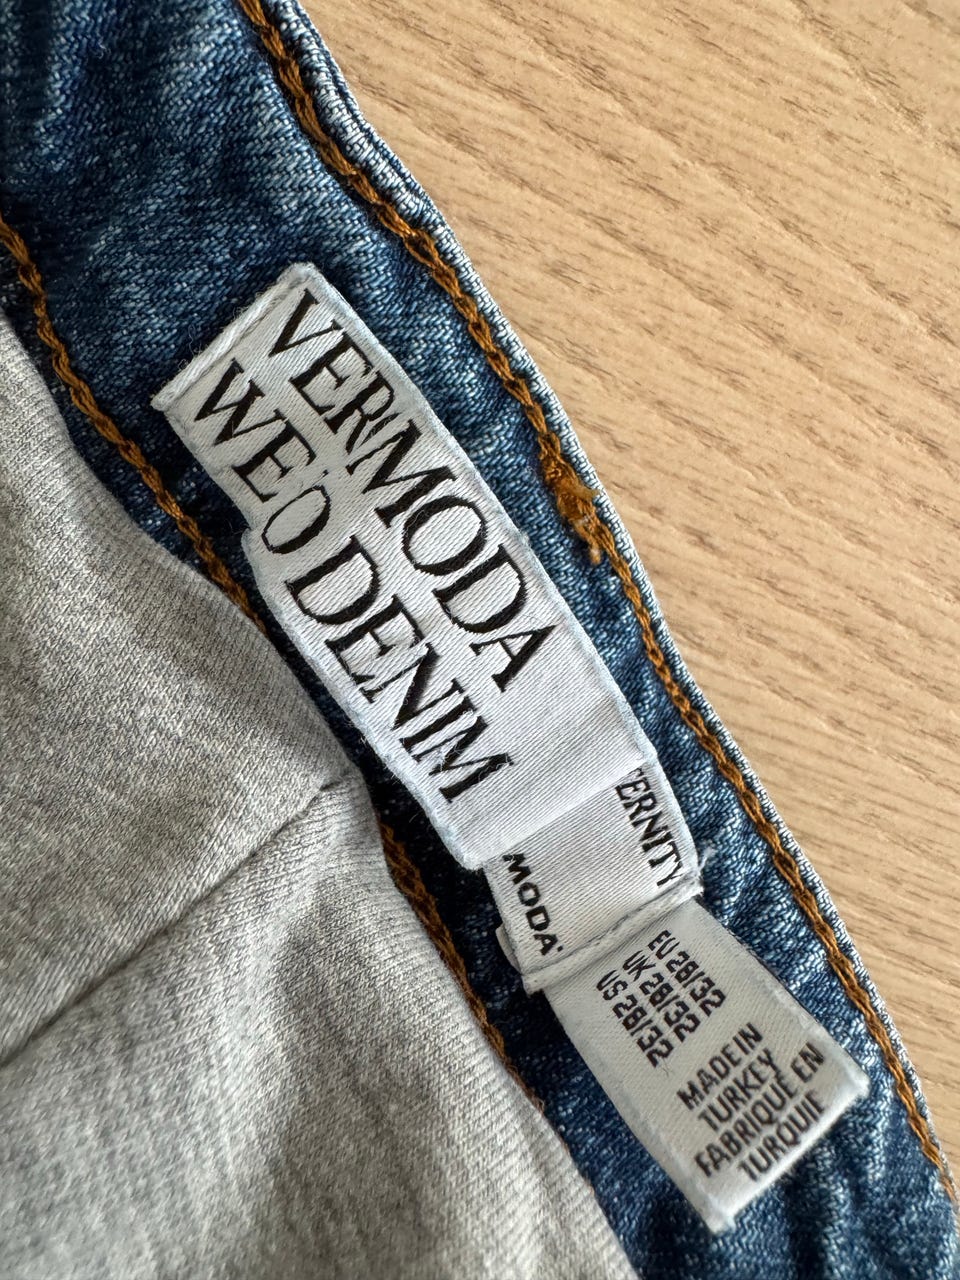 VERMODA
WEO DENIM
ERNITY
MODA
EU 28/32
UK 28/32
US 28/32
MADE IN
TURKEY
FABRIQUÉ EN
TURQUIE